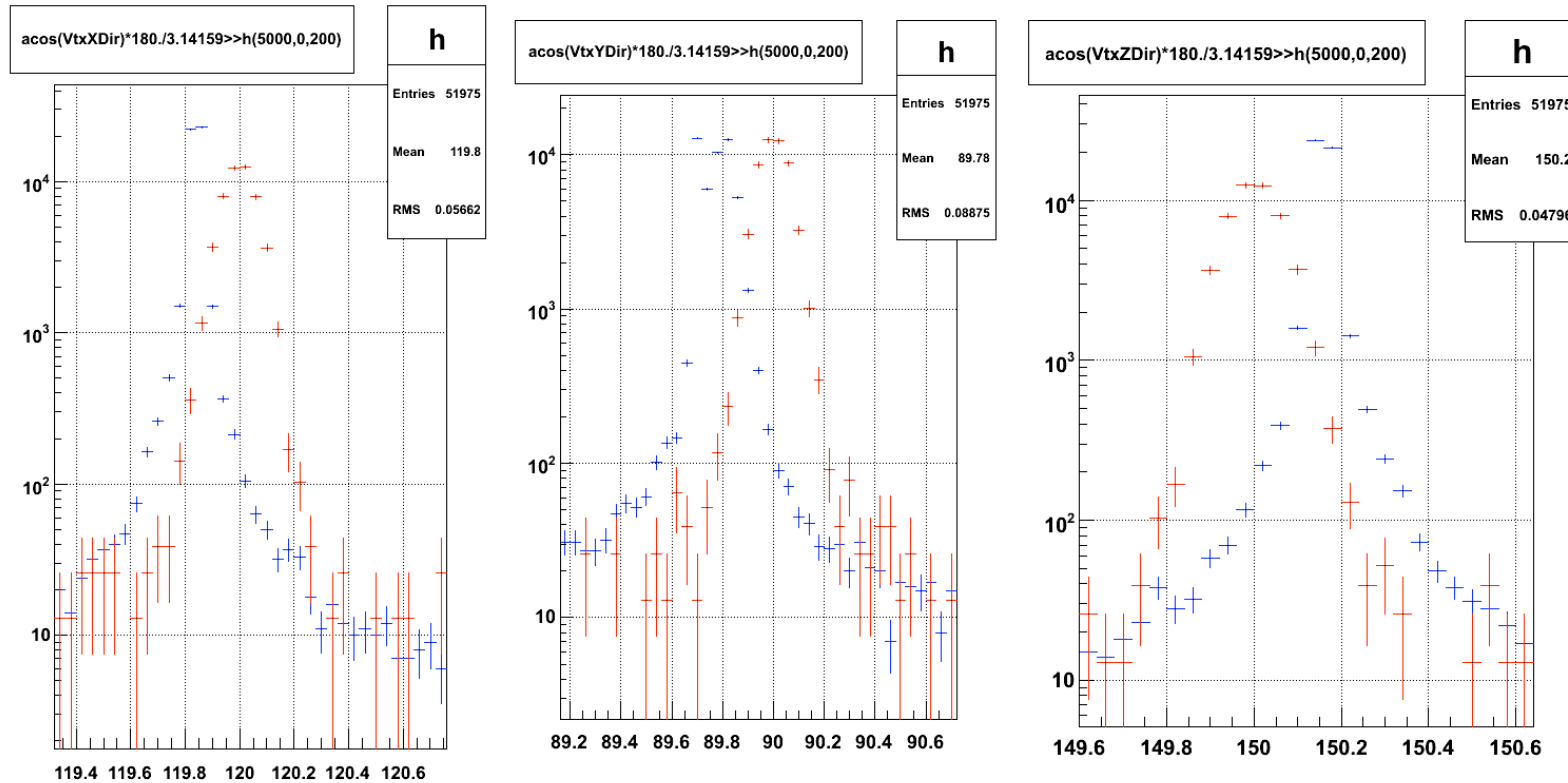 acos(VtxXDir)*180./3.14159>>h(5000,0,200)
h
Entries 51975
Mean 119.8
RMS 0.05662
10^4
10^3
10^2
10
119.4 119.6 119.8 120 120.2 120.4 120.6
acos(VtxYDir)*180./3.14159>>h(5000,0,200)
h
Entries 51975
Mean 89.78
RMS 0.08875
10^4
10^3
10^2
10
89.2 89.4 89.6 89.8 90 90.2 90.4 90.6
acos(VtxZDir)*180./3.14159>>h(5000,0,200)
h
Entries 51975
Mean 150.2
RMS 0.04796
10^4
10^3
10^2
10
149.6 149.8 150 150.2 150.4 150.6